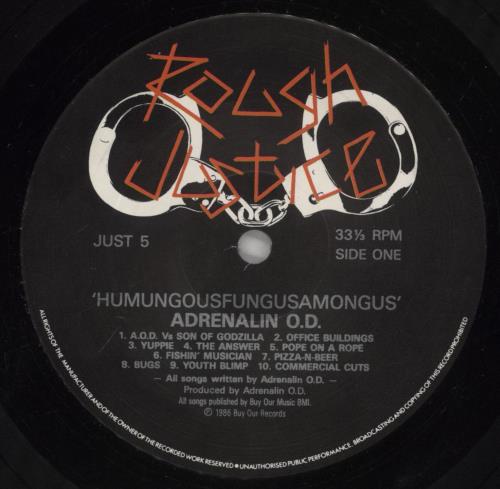 Rough
Justice
JUST 5
33⅓ RPM
SIDE ONE
'HUMUNGOUSFUNGUSAMONGUS'
ADRENALIN O.D.
1. A.O.D. Vs SON OF GODZILLA 2. OFFICE BUILDINGS
3. YUPPIE 4. THE ANSWER 5. POPE ON A ROPE
6. FISHIN' MUSICIAN 7. PIZZA-N-BEER
8. BUGS 9. YOUTH BLIMP 10. COMMERCIAL CUTS
— All songs written by Adrenalin O.D. —
Produced by Adrenalin O.D.
All songs published by Buy Our Music BMI.
© 1986 Buy Our Records
ALL RIGHTS OF THE MANUFACTURER AND OF THE OWNER OF THE RECORDED WORK RESERVED ● UNAUTHORISED PUBLIC PERFORMANCE, BROADCASTING AND COPYING OF THIS RECORD PROHIBITED